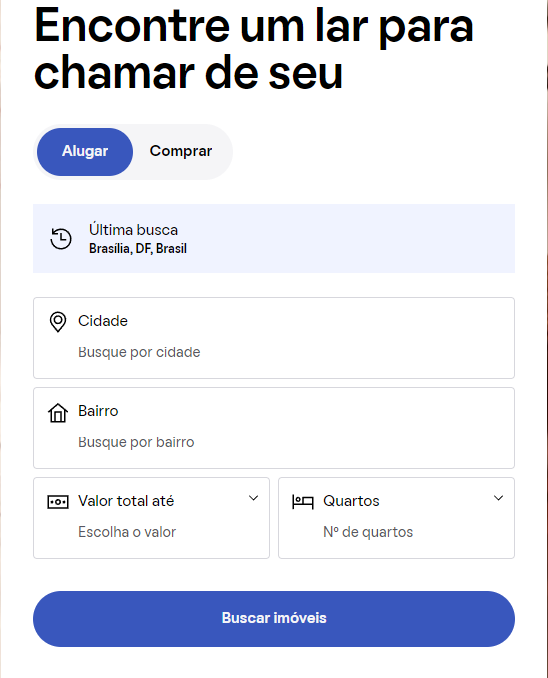 Encontre um lar para
chamar de seu
Alugar Comprar
Última busca
Brasília, DF, Brasil
Cidade
Busque por cidade
Bairro
Busque por bairro
Valor total até
Escolha o valor
Quartos
Nº de quartos
Buscar imóveis